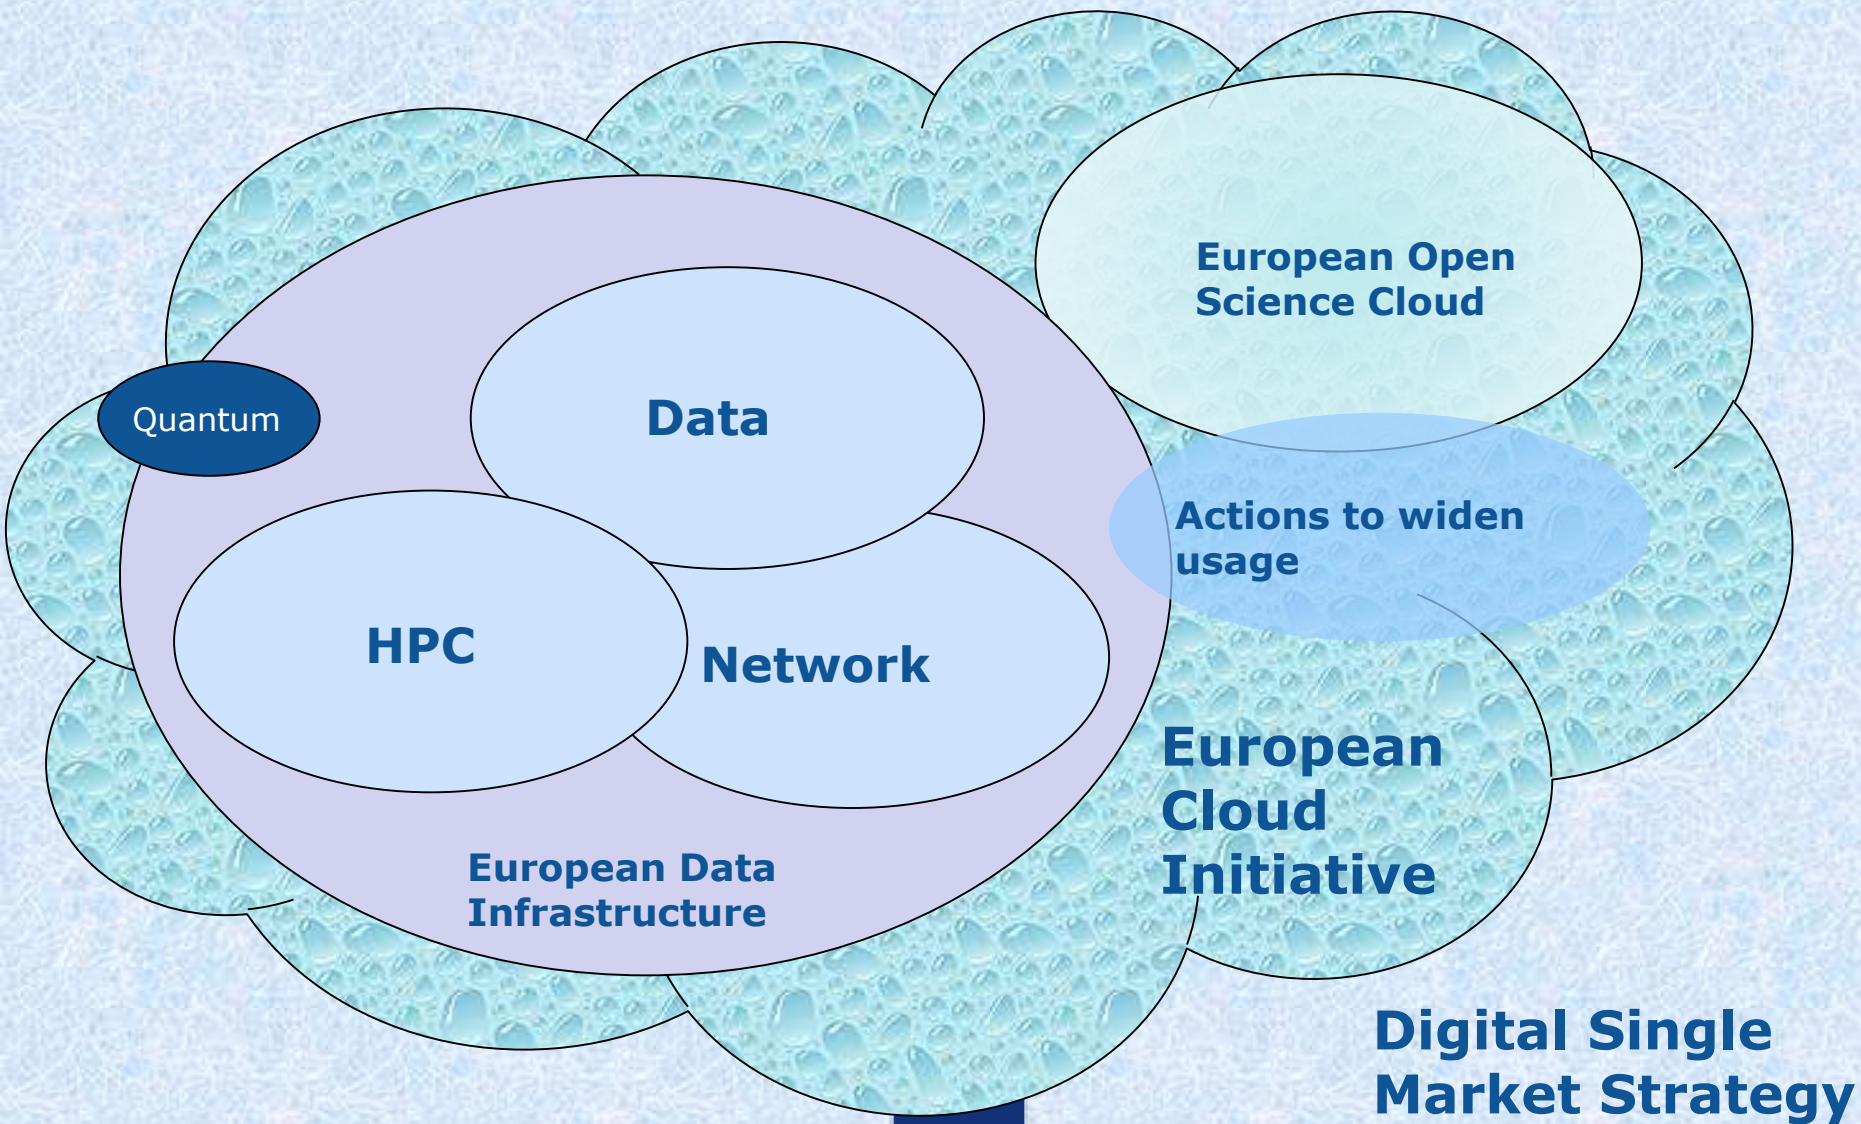 European Open
Science Cloud
Data
Quantum
Actions to widen
usage
HPC
Network
European
Cloud
Initiative
European Data
Infrastructure
Digital Single
Market Strategy